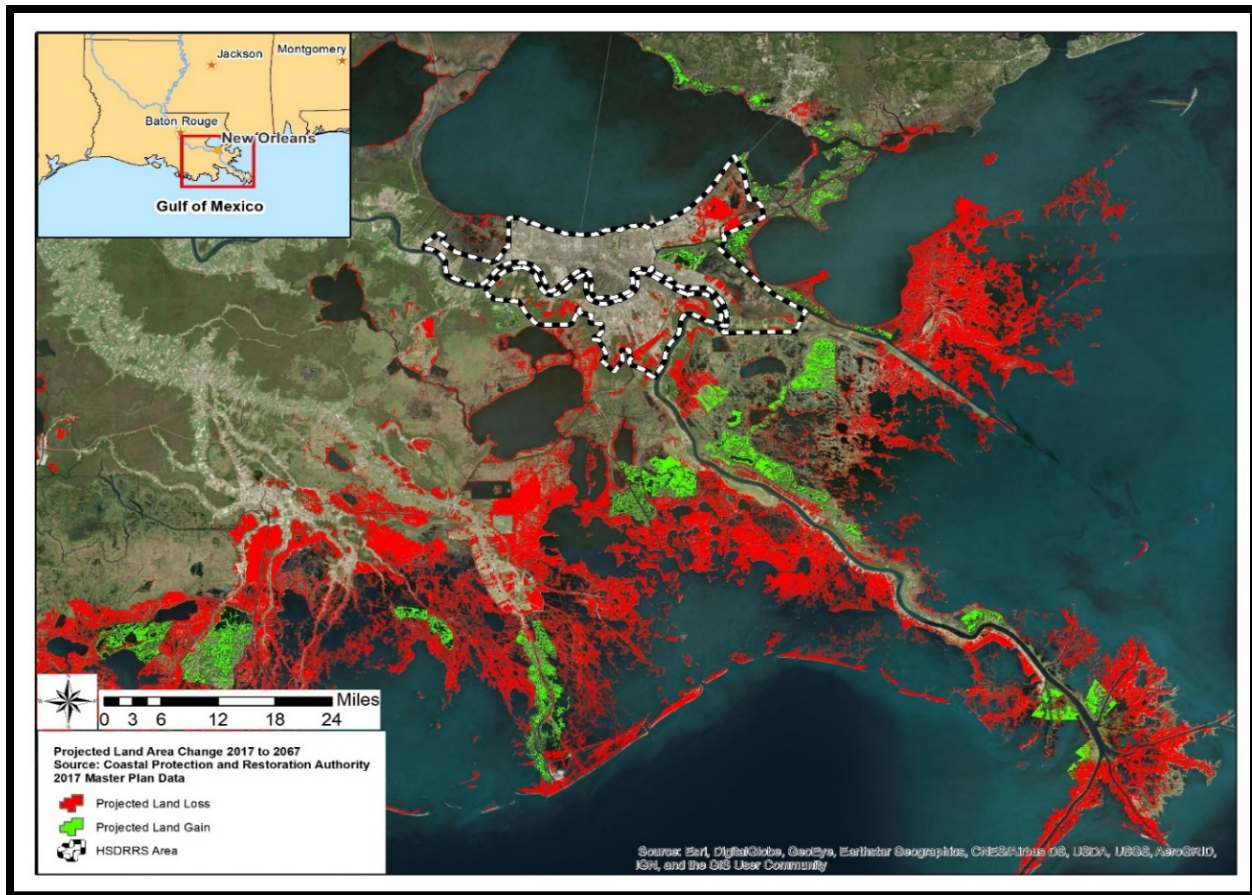 Jackson
Montgomery
Baton Rouge
New Orleans
Gulf of Mexico
Miles
0 3 6 12 18 24
Projected Land Area Change 2017 to 2067
Source: Coastal Protection and Restoration Authority
2017 Master Plan Data
Projected Land Loss
Projected Land Gain
HSDRRS Area
Source: Esri, DigitalGlobe, GeoEye, Earthstar Geographics, CNES/Airbus DS, USDA, USGS, AeroGRID,
IGN, and the GIS User Community